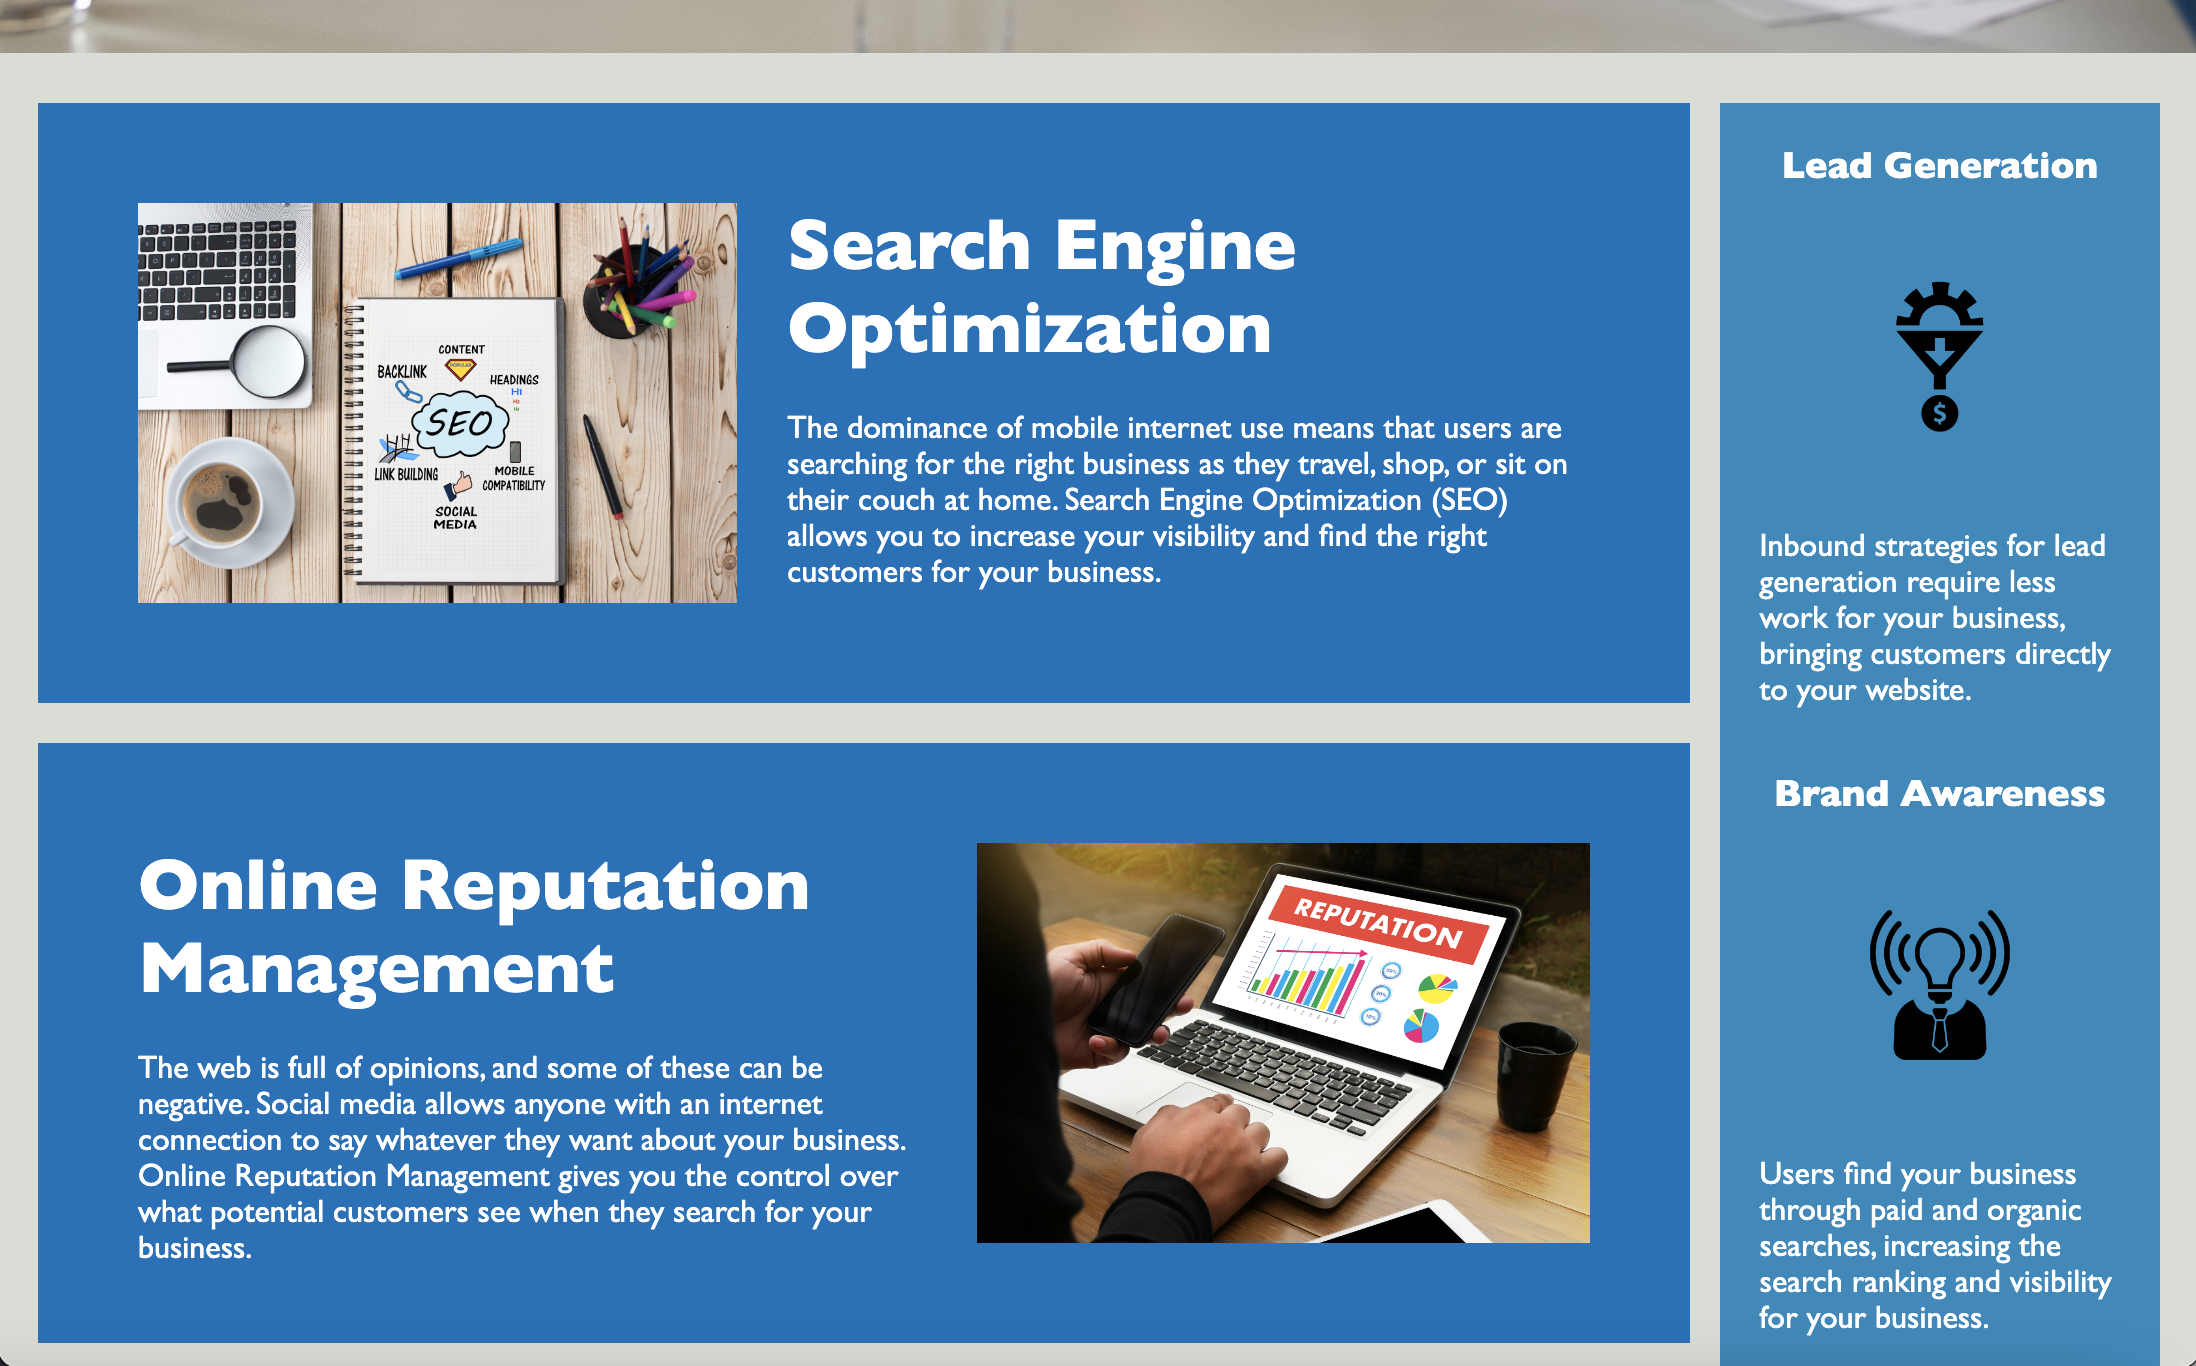 Search Engine
Optimization
The dominance of mobile internet use means that users are
searching for the right business as they travel, shop, or sit on
their couch at home. Search Engine Optimization (SEO)
allows you to increase your visibility and find the right
customers for your business.
CONTENT
POPULAR
BACKLINK
HEADINGS
H1
H2
H3
SEO
LINK BUILDING
MOBILE
COMPATIBILITY
SOCIAL
MEDIA
Online Reputation
Management
The web is full of opinions, and some of these can be
negative. Social media allows anyone with an internet
connection to say whatever they want about your business.
Online Reputation Management gives you the control over
what potential customers see when they search for your
business.
REPUTATION
Lead Generation
$
Inbound strategies for lead
generation require less
work for your business,
bringing customers directly
to your website.
Brand Awareness
Users find your business
through paid and organic
searches, increasing the
search ranking and visibility
for your business.